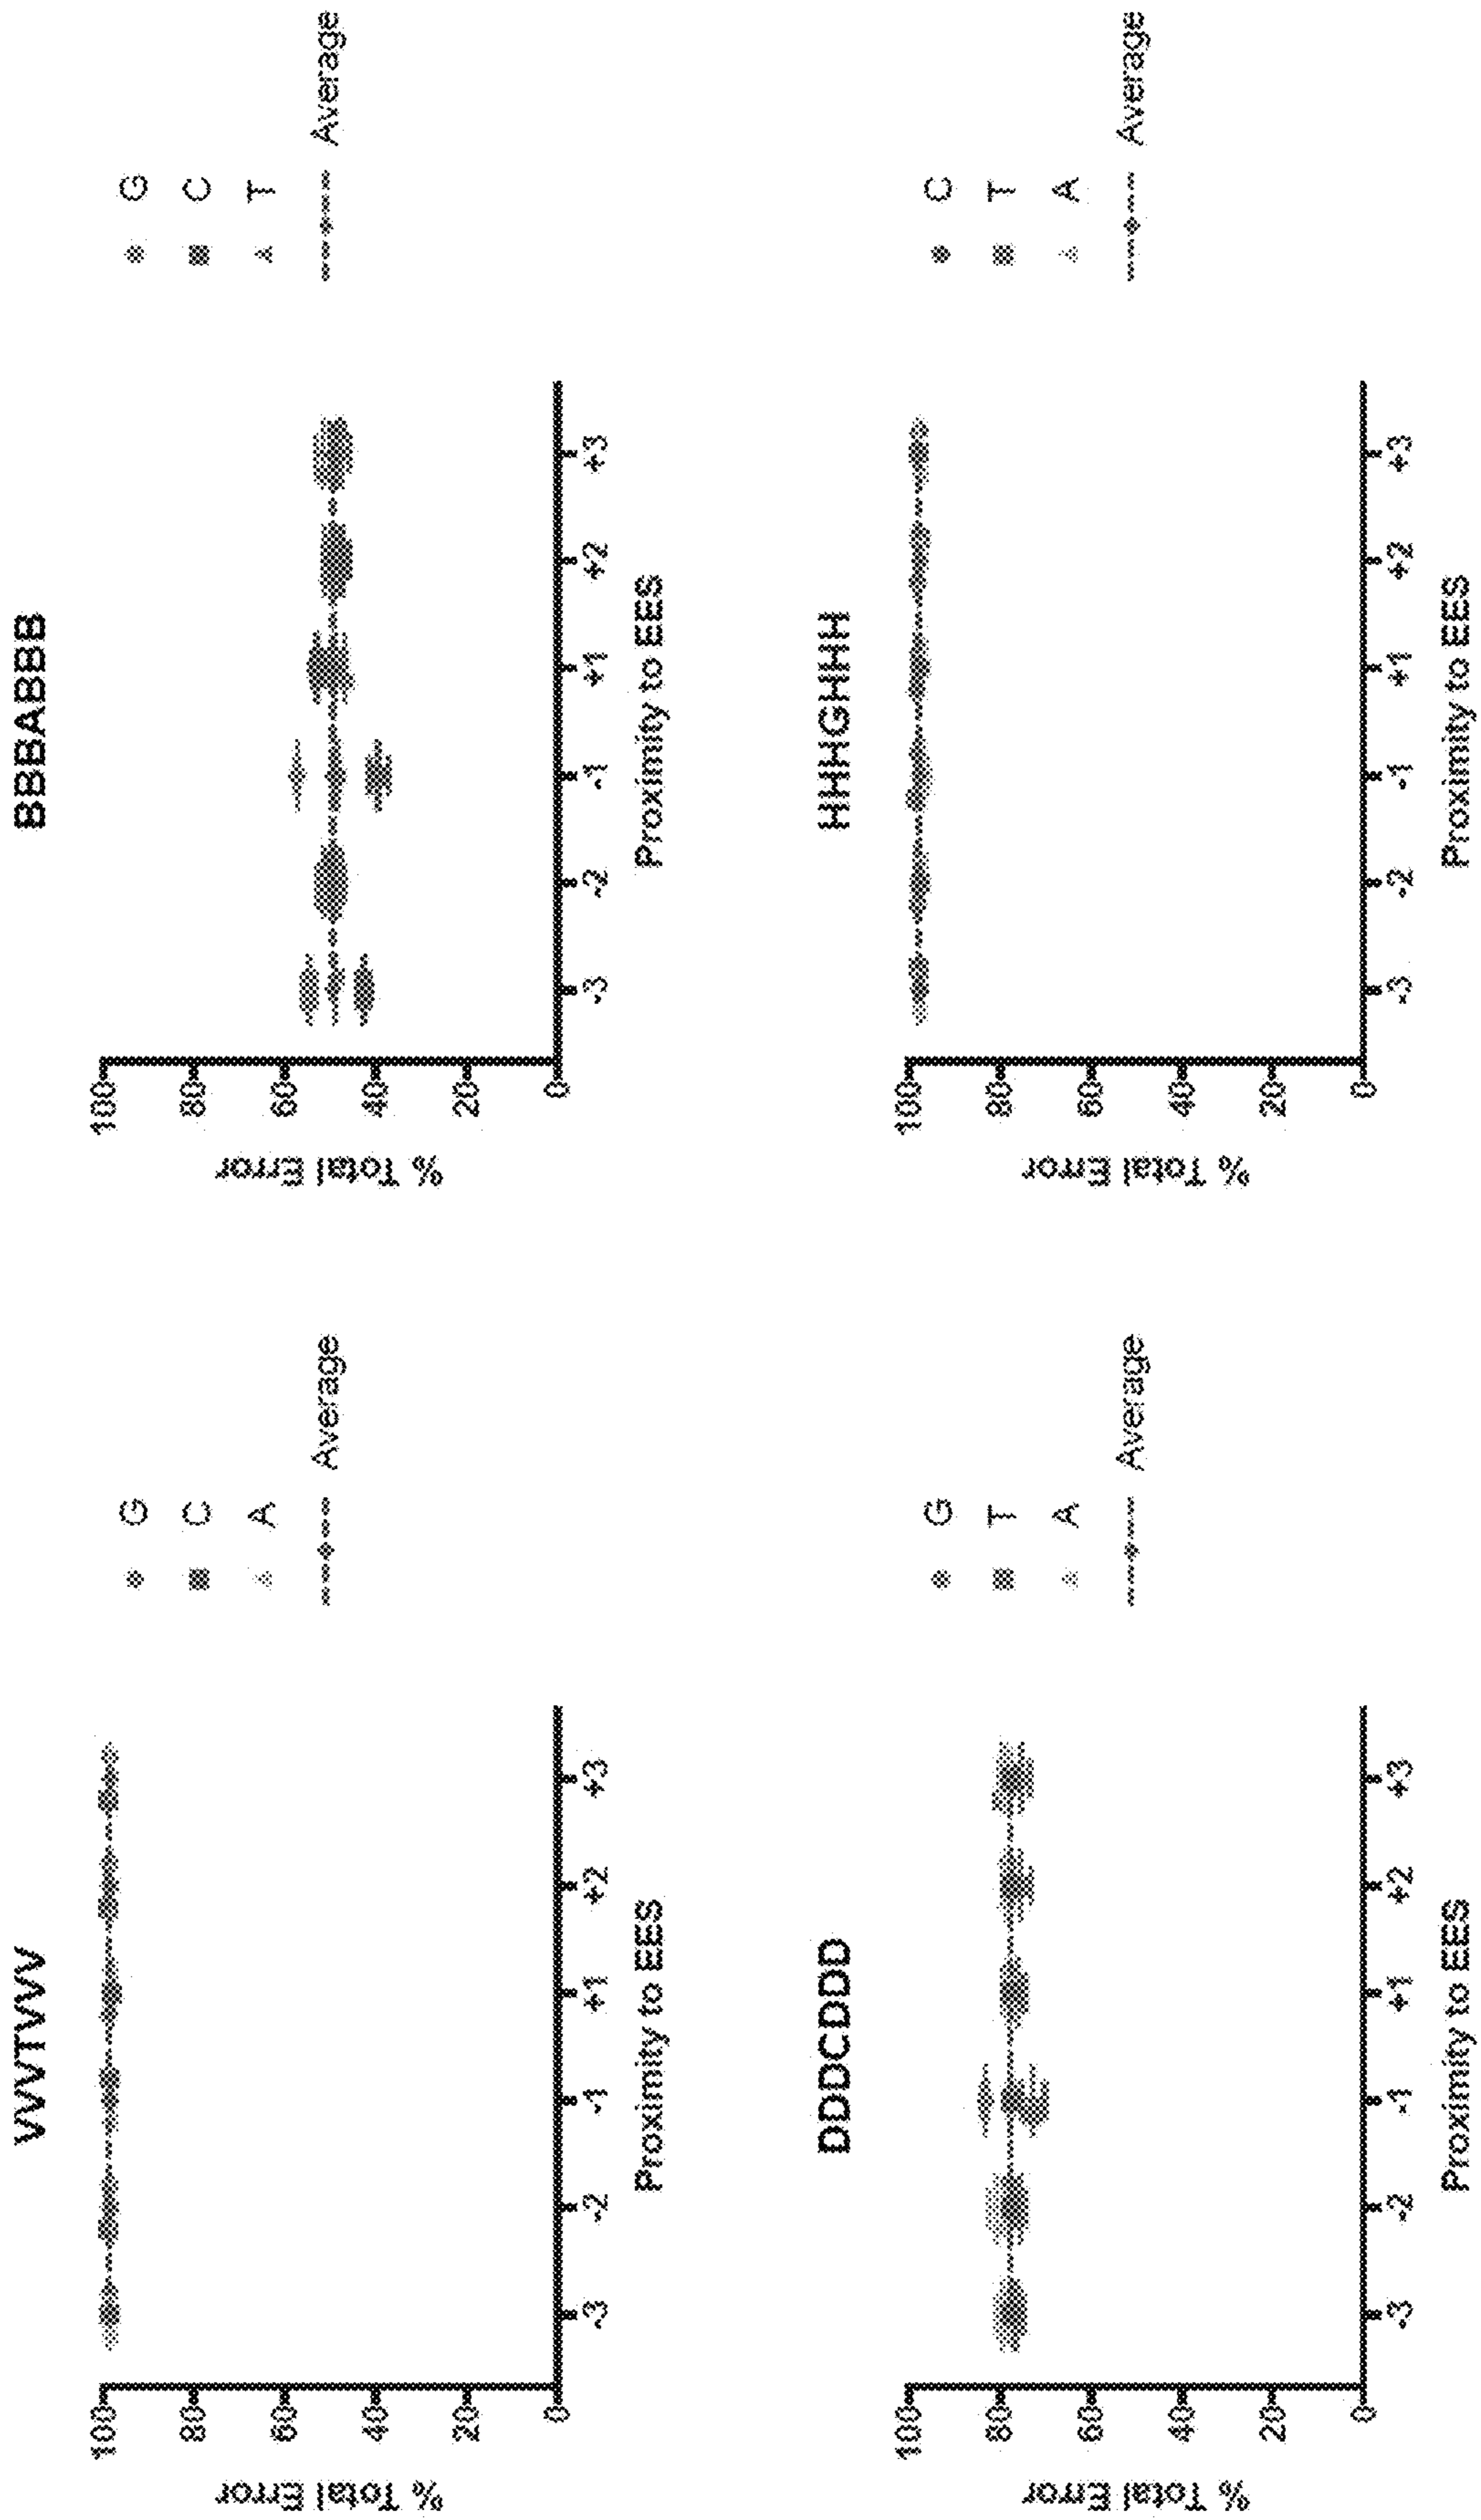 VVVTVVV
% Total Error
100
80
60
40
20
0
-3 -2 -1 +1 +2 +3
Proximity to EES
G
C
A
Average
BBBABBB
% Total Error
100
80
60
40
20
0
-3 -2 -1 +1 +2 +3
Proximity to EES
G
C
T
Average
DDDCDDD
% Total Error
100
80
60
40
20
0
-3 -2 -1 +1 +2 +3
Proximity to EES
G
T
A
Average
HHHGHHH
% Total Error
100
80
60
40
20
0
-3 -2 -1 +1 +2 +3
Proximity to EES
C
T
A
Average